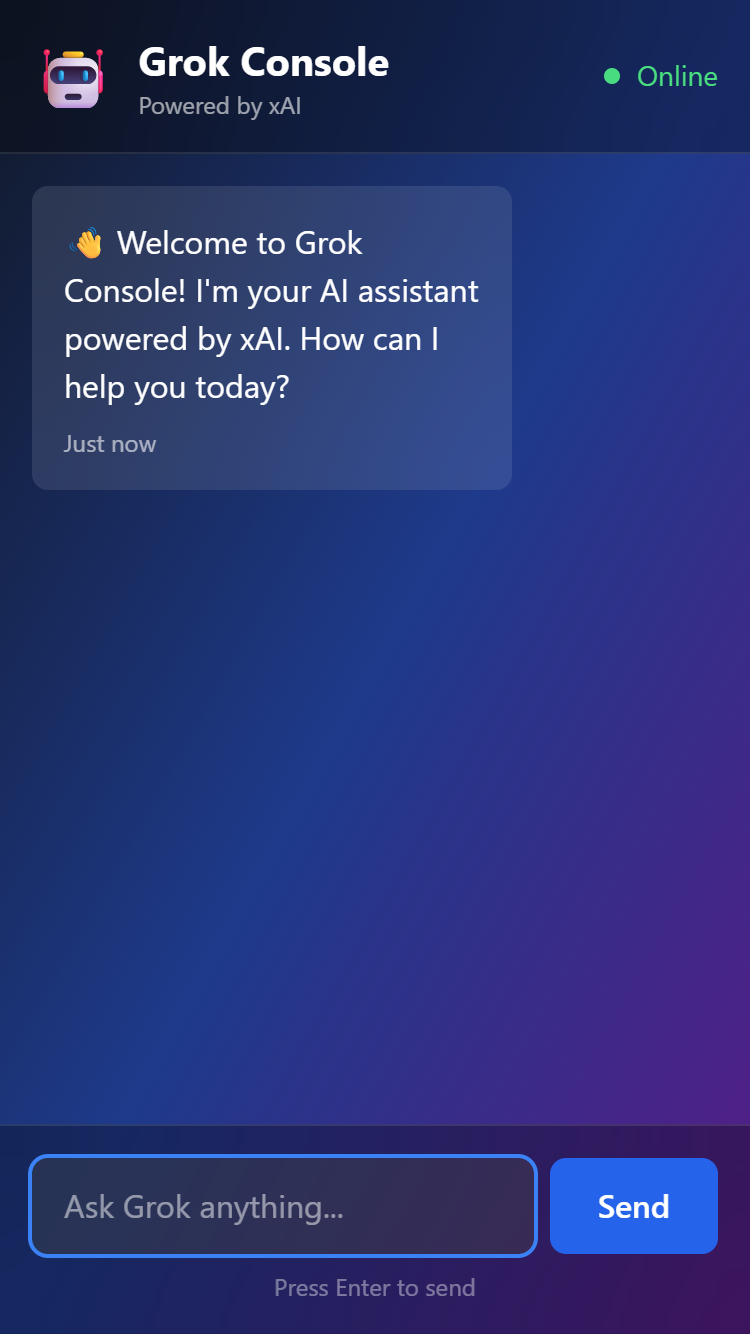 Grok Console
Powered by xAI
Online
👋 Welcome to Grok
Console! I'm your AI assistant
powered by xAI. How can I
help you today?
Just now
Ask Grok anything...
Send
Press Enter to send